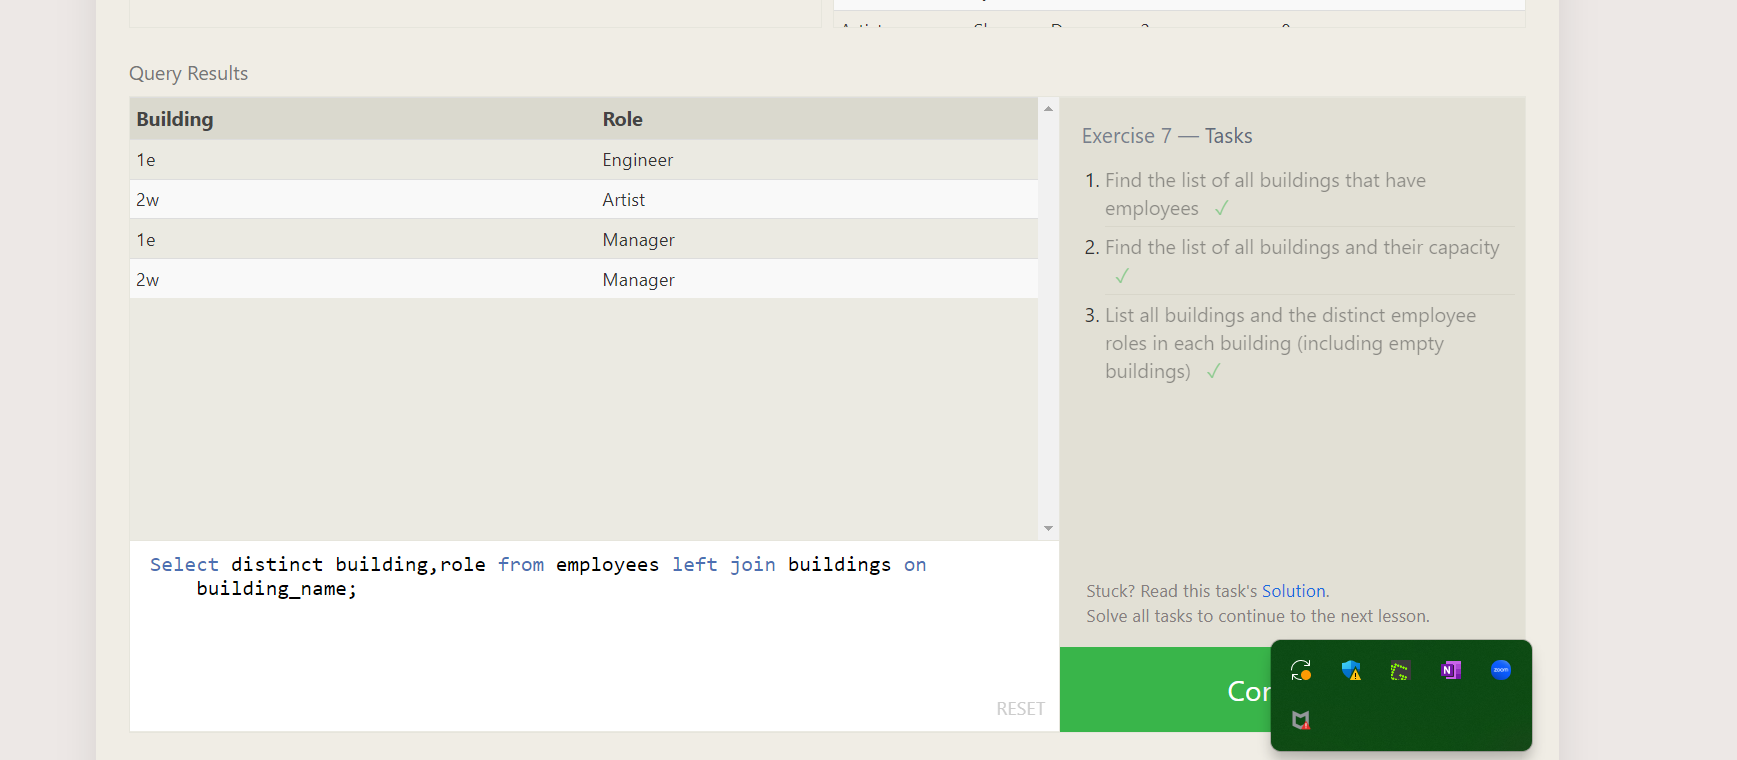 Query Results
Building Role
1e Engineer
2w Artist
1e Manager
2w Manager
Select distinct building,role from employees left join buildings on
building_name;
RESET
Exercise 7 — Tasks
1. Find the list of all buildings that have
employees ✓
2. Find the list of all buildings and their capacity
✓
3. List all buildings and the distinct employee
roles in each building (including empty
buildings) ✓
Stuck? Read this task's Solution.
Solve all tasks to continue to the next lesson.
N
zoom